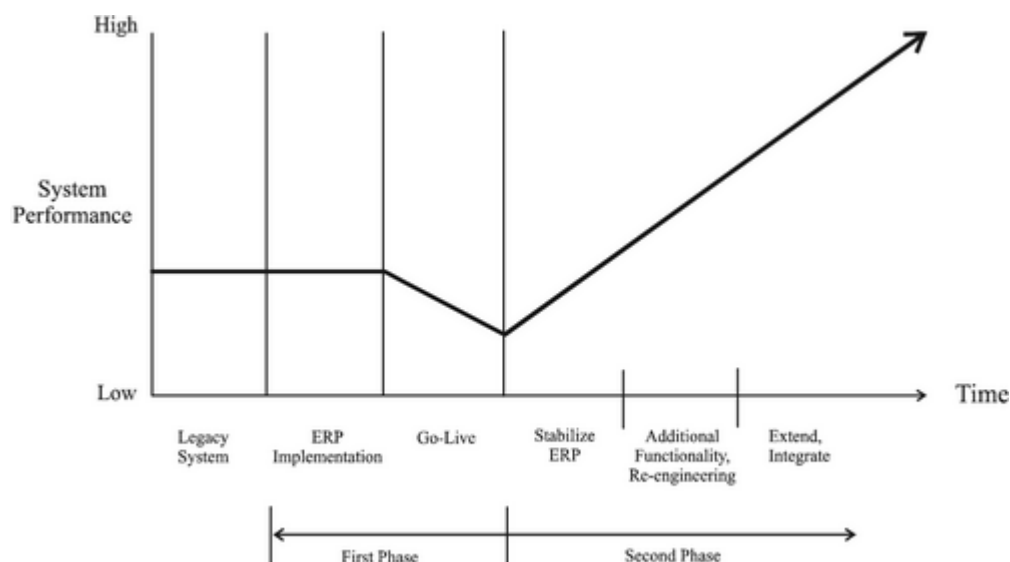 High
System
Performance
Low
Time
Legacy
System
ERP
Implementation
Go-Live
Stabilize
ERP
Additional
Functionality,
Re-engineering
Extend,
Integrate
First Phase
Second Phase